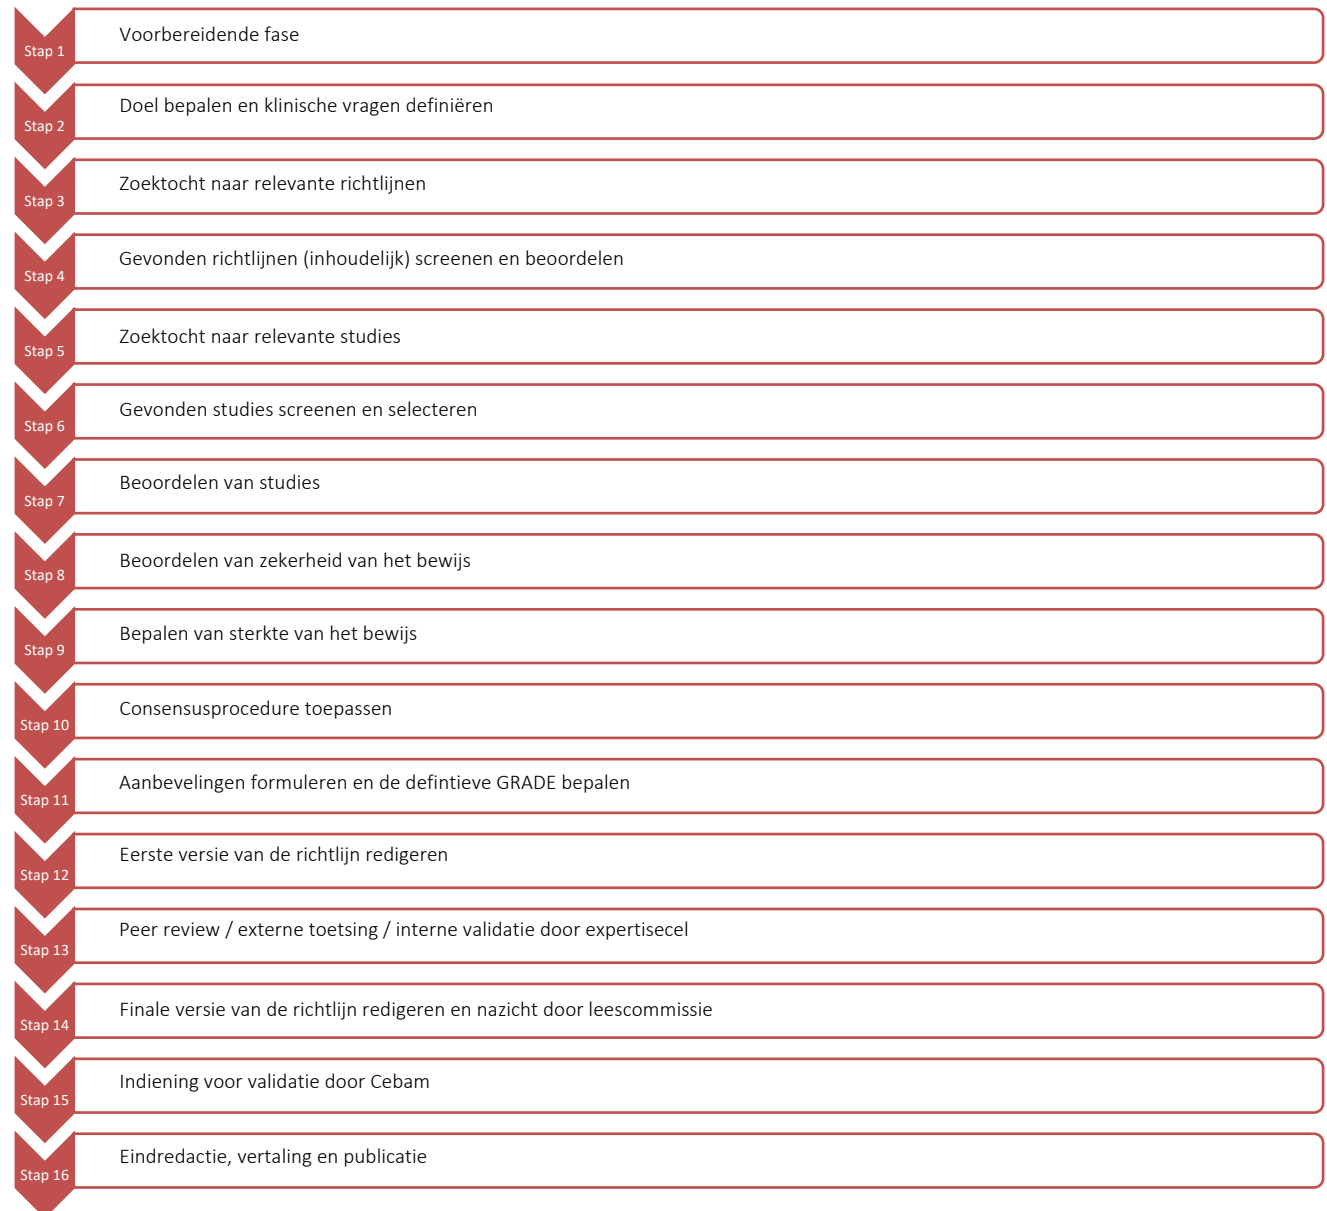 Stap 1
Voorbereidende fase
Stap 2
Doel bepalen en klinische vragen definiëren
Stap 3
Zoektocht naar relevante richtlijnen
Stap 4
Gevonden richtlijnen (inhoudelijk) screenen en beoordelen
Stap 5
Zoektocht naar relevante studies
Stap 6
Gevonden studies screenen en selecteren
Stap 7
Beoordelen van studies
Stap 8
Beoordelen van zekerheid van het bewijs
Stap 9
Bepalen van sterkte van het bewijs
Stap 10
Consensusprocedure toepassen
Stap 11
Aanbevelingen formuleren en de defintieve GRADE bepalen
Stap 12
Eerste versie van de richtlijn redigeren
Stap 13
Peer review / externe toetsing / interne validatie door expertisecel
Stap 14
Finale versie van de richtlijn redigeren en nazicht door leescommissie
Stap 15
Indiening voor validatie door Cebam
Stap 16
Eindredactie, vertaling en publicatie